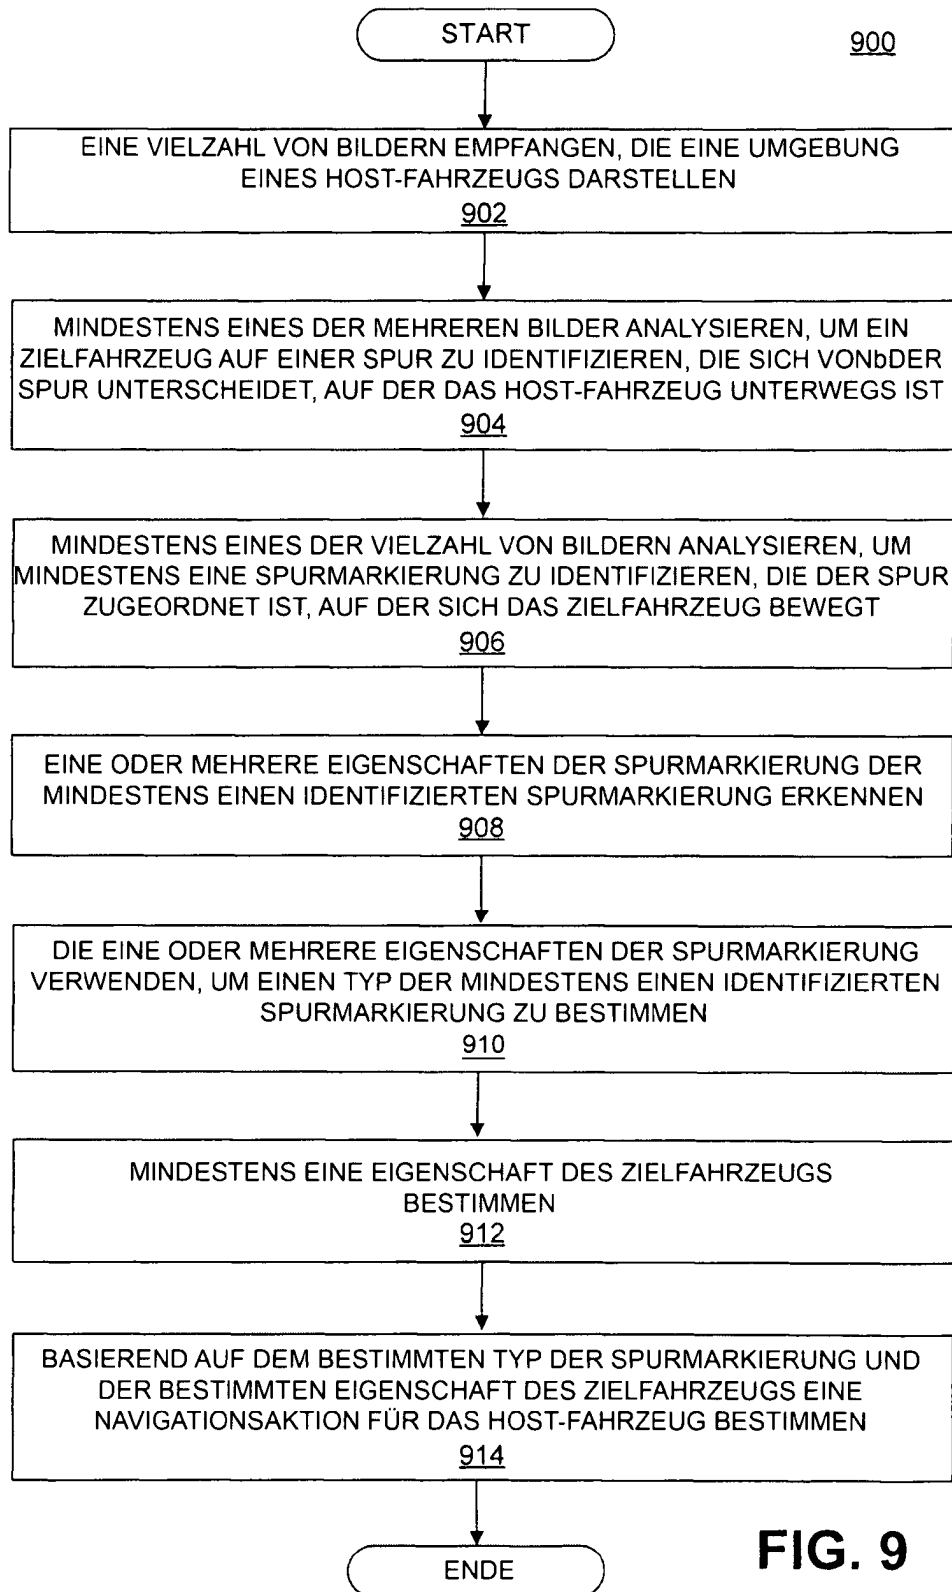 START
900
EINE VIELZAHL VON BILDERN EMPFANGEN, DIE EINE UMGEBUNG
EINES HOST-FAHRZEUGS DARSTELLEN
902
MINDESTENS EINES DER MEHREREN BILDER ANALYSIEREN, UM EIN
ZIELFAHRZEUG AUF EINER SPUR ZU IDENTIFIZIEREN, DIE SICH VONbDER
SPUR UNTERSCHEIDET, AUF DER DAS HOST-FAHRZEUG UNTERWEGS IST
904
MINDESTENS EINES DER VIELZAHL VON BILDERN ANALYSIEREN, UM
MINDESTENS EINE SPURMARKIERUNG ZU IDENTIFIZIEREN, DIE DER SPUR
ZUGEORDNET IST, AUF DER SICH DAS ZIELFAHRZEUG BEWEGT
906
EINE ODER MEHRERE EIGENSCHAFTEN DER SPURMARKIERUNG DER
MINDESTENS EINEN IDENTIFIZIERTEN SPURMARKIERUNG ERKENNEN
908
DIE EINE ODER MEHRERE EIGENSCHAFTEN DER SPURMARKIERUNG
VERWENDEN, UM EINEN TYP DER MINDESTENS EINEN IDENTIFIZIERTEN
SPURMARKIERUNG ZU BESTIMMEN
910
MINDESTENS EINE EIGENSCHAFT DES ZIELFAHRZEUGS
BESTIMMEN
912
BASIEREND AUF DEM BESTIMMTEN TYP DER SPURMARKIERUNG UND
DER BESTIMMTEN EIGENSCHAFT DES ZIELFAHRZEUGS EINE
NAVIGATIONSAKTION FÜR DAS HOST-FAHRZEUG BESTIMMEN
914
ENDE
FIG. 9